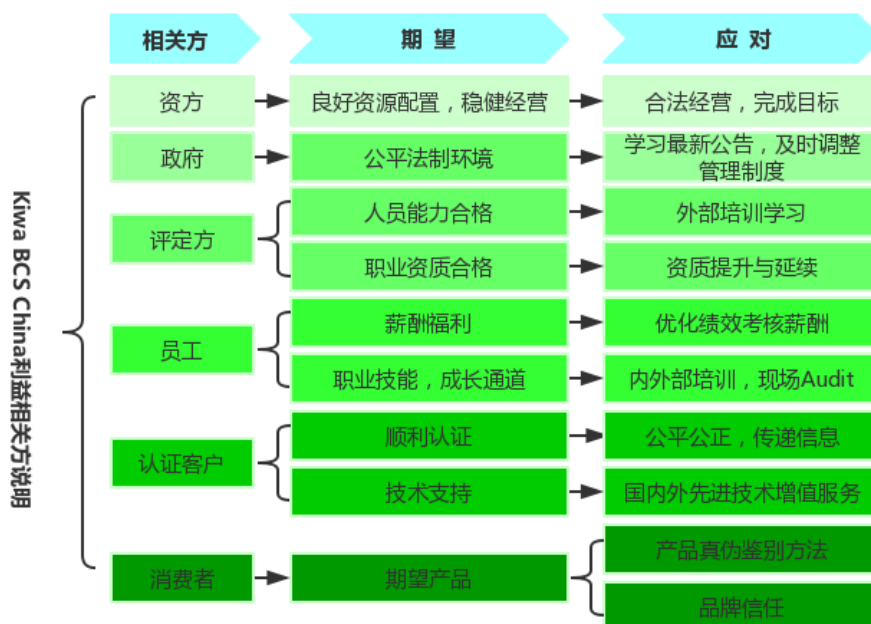 相关方
期 望
应 对
Kiwa BCS China利益相关方说明
资方
良好资源配置，稳健经营
合法经营，完成目标
政府
公平法制环境
学习最新公告，及时调整
管理制度
评定方
人员能力合格
外部培训学习
职业资质合格
资质提升与延续
员工
薪酬福利
优化绩效考核薪酬
职业技能，成长通道
内外部培训，现场Audit
认证客户
顺利认证
公平公正，传递信息
技术支持
国内外先进技术增值服务
消费者
期望产品
产品真伪鉴别方法
品牌信任